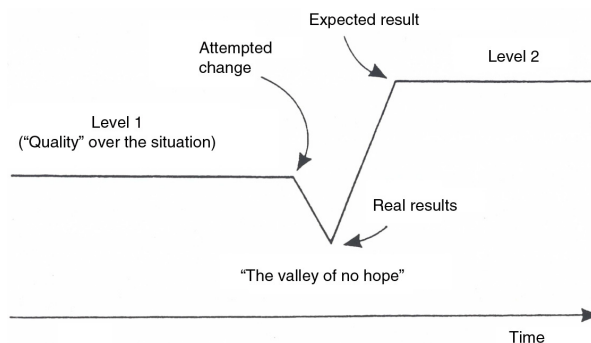 Expected result
Attempted
change
Level 2
Level 1
(“Quality” over the situation)
Real results
“The valley of no hope”
Time